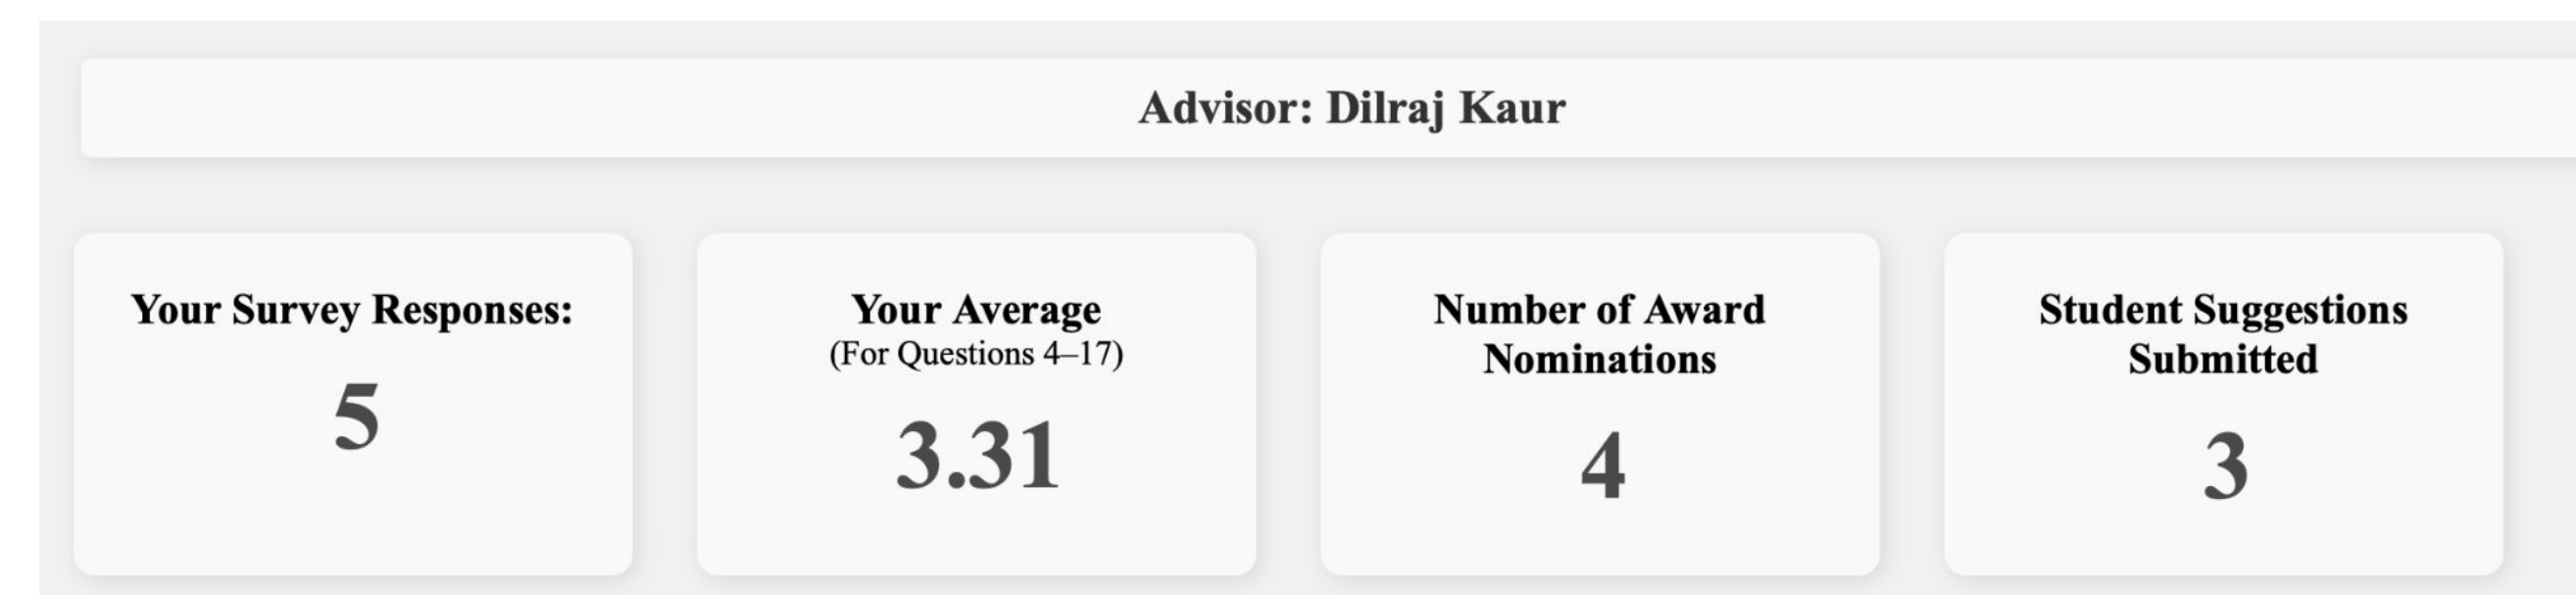 Advisor: Dilraj Kaur
Your Survey Responses:
5
Your Average
(For Questions 4–17)
3.31
Number of Award
Nominations
4
Student Suggestions
Submitted
3